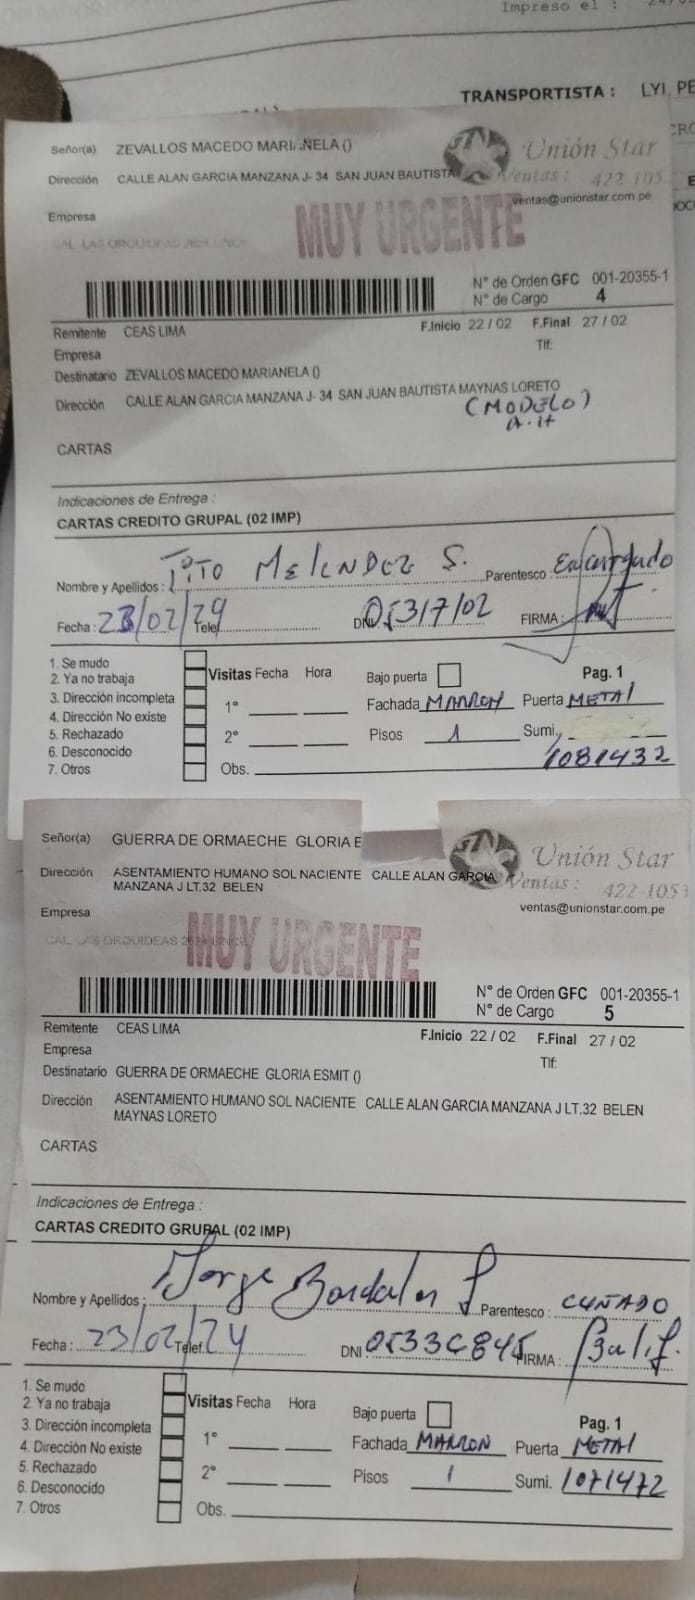 Impreso el :
TRANSPORTISTA : LYI, PE
Señor(a) ZEVALLOS MACEDO MARI NELA ()
Unión Star
Dirección CALLE ALAN GARCIA MANZANA J- 34 SAN JUAN BAUTISTA
Ventas : 422-105
ventas@unionstar.com.pe
Empresa
MUY URGENTE
N° de Orden GFC 001-20355-1
N° de Cargo 4
Remitente CEAS LIMA
F.Inicio 22 / 02 F.Final 27 / 02
Empresa
Tlf:
Destinatario ZEVALLOS MACEDO MARIANELA ()
Dirección CALLE ALAN GARCIA MANZANA J- 34 SAN JUAN BAUTISTA MAYNAS LORETO
(MODELO)
A.H
CARTAS
Indicaciones de Entrega :
CARTAS CREDITO GRUPAL (02 IMP)
Nombre y Apellidos : TITO MELENDEZ S. Parentesco : Encargado
Fecha : 23/02/24 Telef. DNI 05317102 FIRMA :
1. Se mudo
2. Ya no trabaja
3. Dirección incompleta
4. Dirección No existe
5. Rechazado
6. Desconocido
7. Otros
Visitas Fecha Hora
1°
2°
Obs.
Bajo puerta
Pag. 1
Fachada MARRON Puerta METAL
Pisos 1 Sumi.
1081432
Señor(a) GUERRA DE ORMAECHE GLORIA E
Unión Star
Dirección ASENTAMIENTO HUMANO SOL NACIENTE CALLE ALAN GARCIA
MANZANA J LT.32 BELEN
Ventas : 422-1053
ventas@unionstar.com.pe
Empresa
MUY URGENTE
N° de Orden GFC 001-20355-1
N° de Cargo 5
Remitente CEAS LIMA
F.Inicio 22 / 02 F.Final 27 / 02
Empresa
Tlf:
Destinatario GUERRA DE ORMAECHE GLORIA ESMIT ()
Dirección ASENTAMIENTO HUMANO SOL NACIENTE CALLE ALAN GARCIA MANZANA J LT.32 BELEN
MAYNAS LORETO
CARTAS
Indicaciones de Entrega :
CARTAS CREDITO GRUPAL (02 IMP)
Nombre y Apellidos : Jorge Bardales Parentesco : CUÑADO
Fecha : 23/02/24 Telef. DNI FIRMA :
1. Se mudo
2. Ya no trabaja
3. Dirección incompleta
4. Dirección No existe
5. Rechazado
6. Desconocido
7. Otros
Visitas Fecha Hora
1°
2°
Obs.
Bajo puerta
Pag. 1
Fachada MARRON Puerta METAL
Pisos 1 Sumi. 1071472